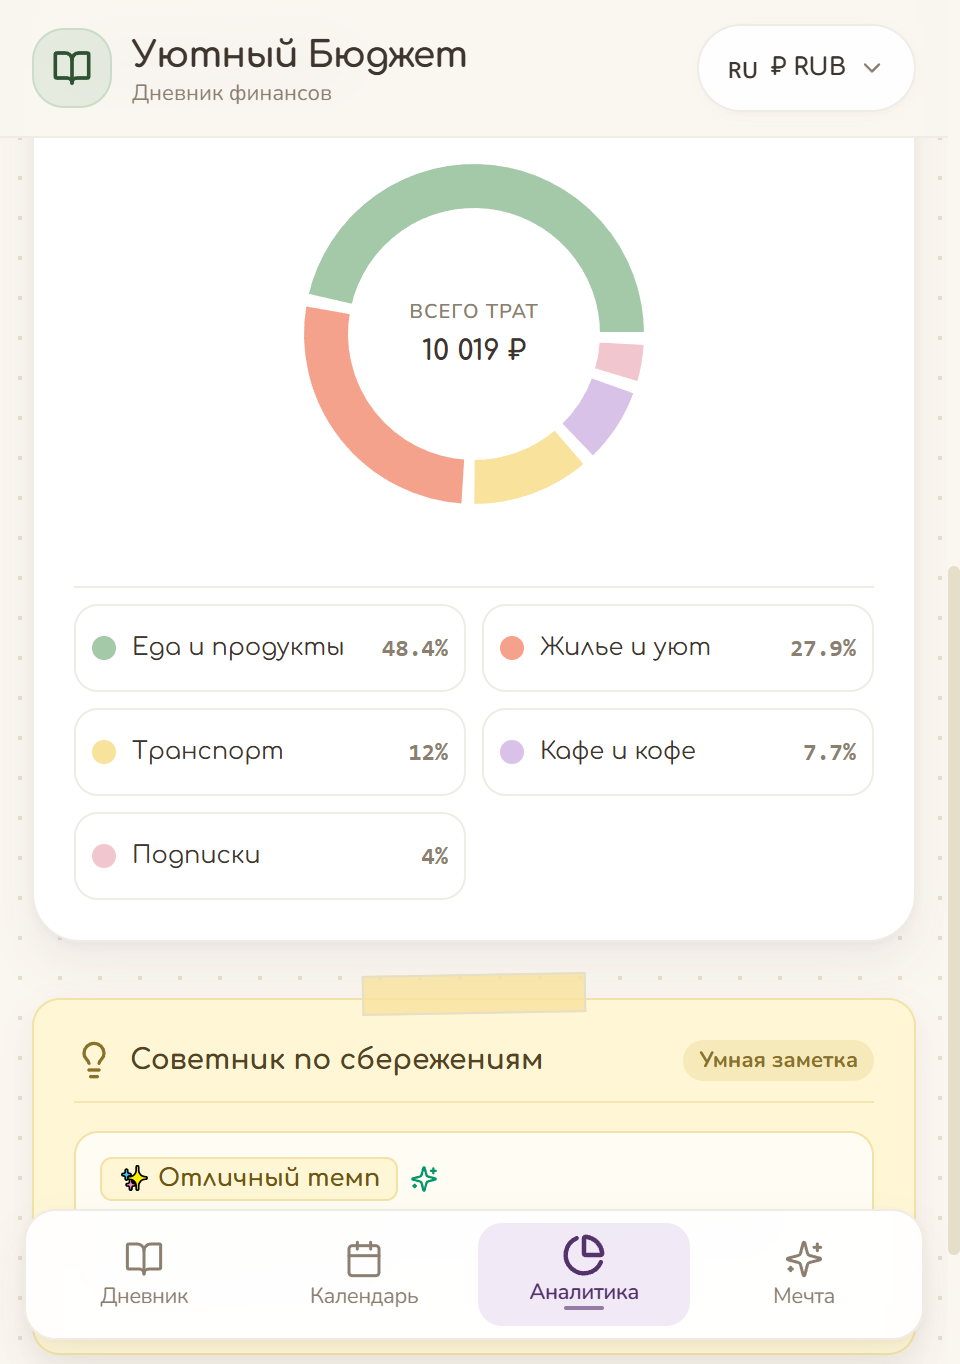 Уютный Бюджет
Дневник финансов
RU ₽ RUB
ВСЕГО ТРАТ
10 019 ₽
Еда и продукты 48.4%
Жилье и уют 27.9%
Транспорт 12%
Кафе и кофе 7.7%
Подписки 4%
Советник по сбережениям
Умная заметка
Отличный темп
Дневник
Календарь
Аналитика
Мечта